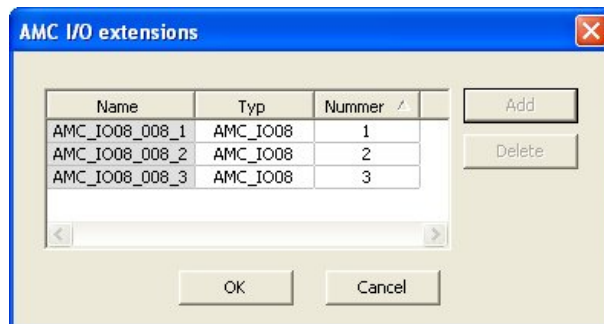 AMC I/O extensions
Name Typ Nummer
AMC_IO08_008_1 AMC_IO08 1
AMC_IO08_008_2 AMC_IO08 2
AMC_IO08_008_3 AMC_IO08 3
Add
Delete
OK Cancel